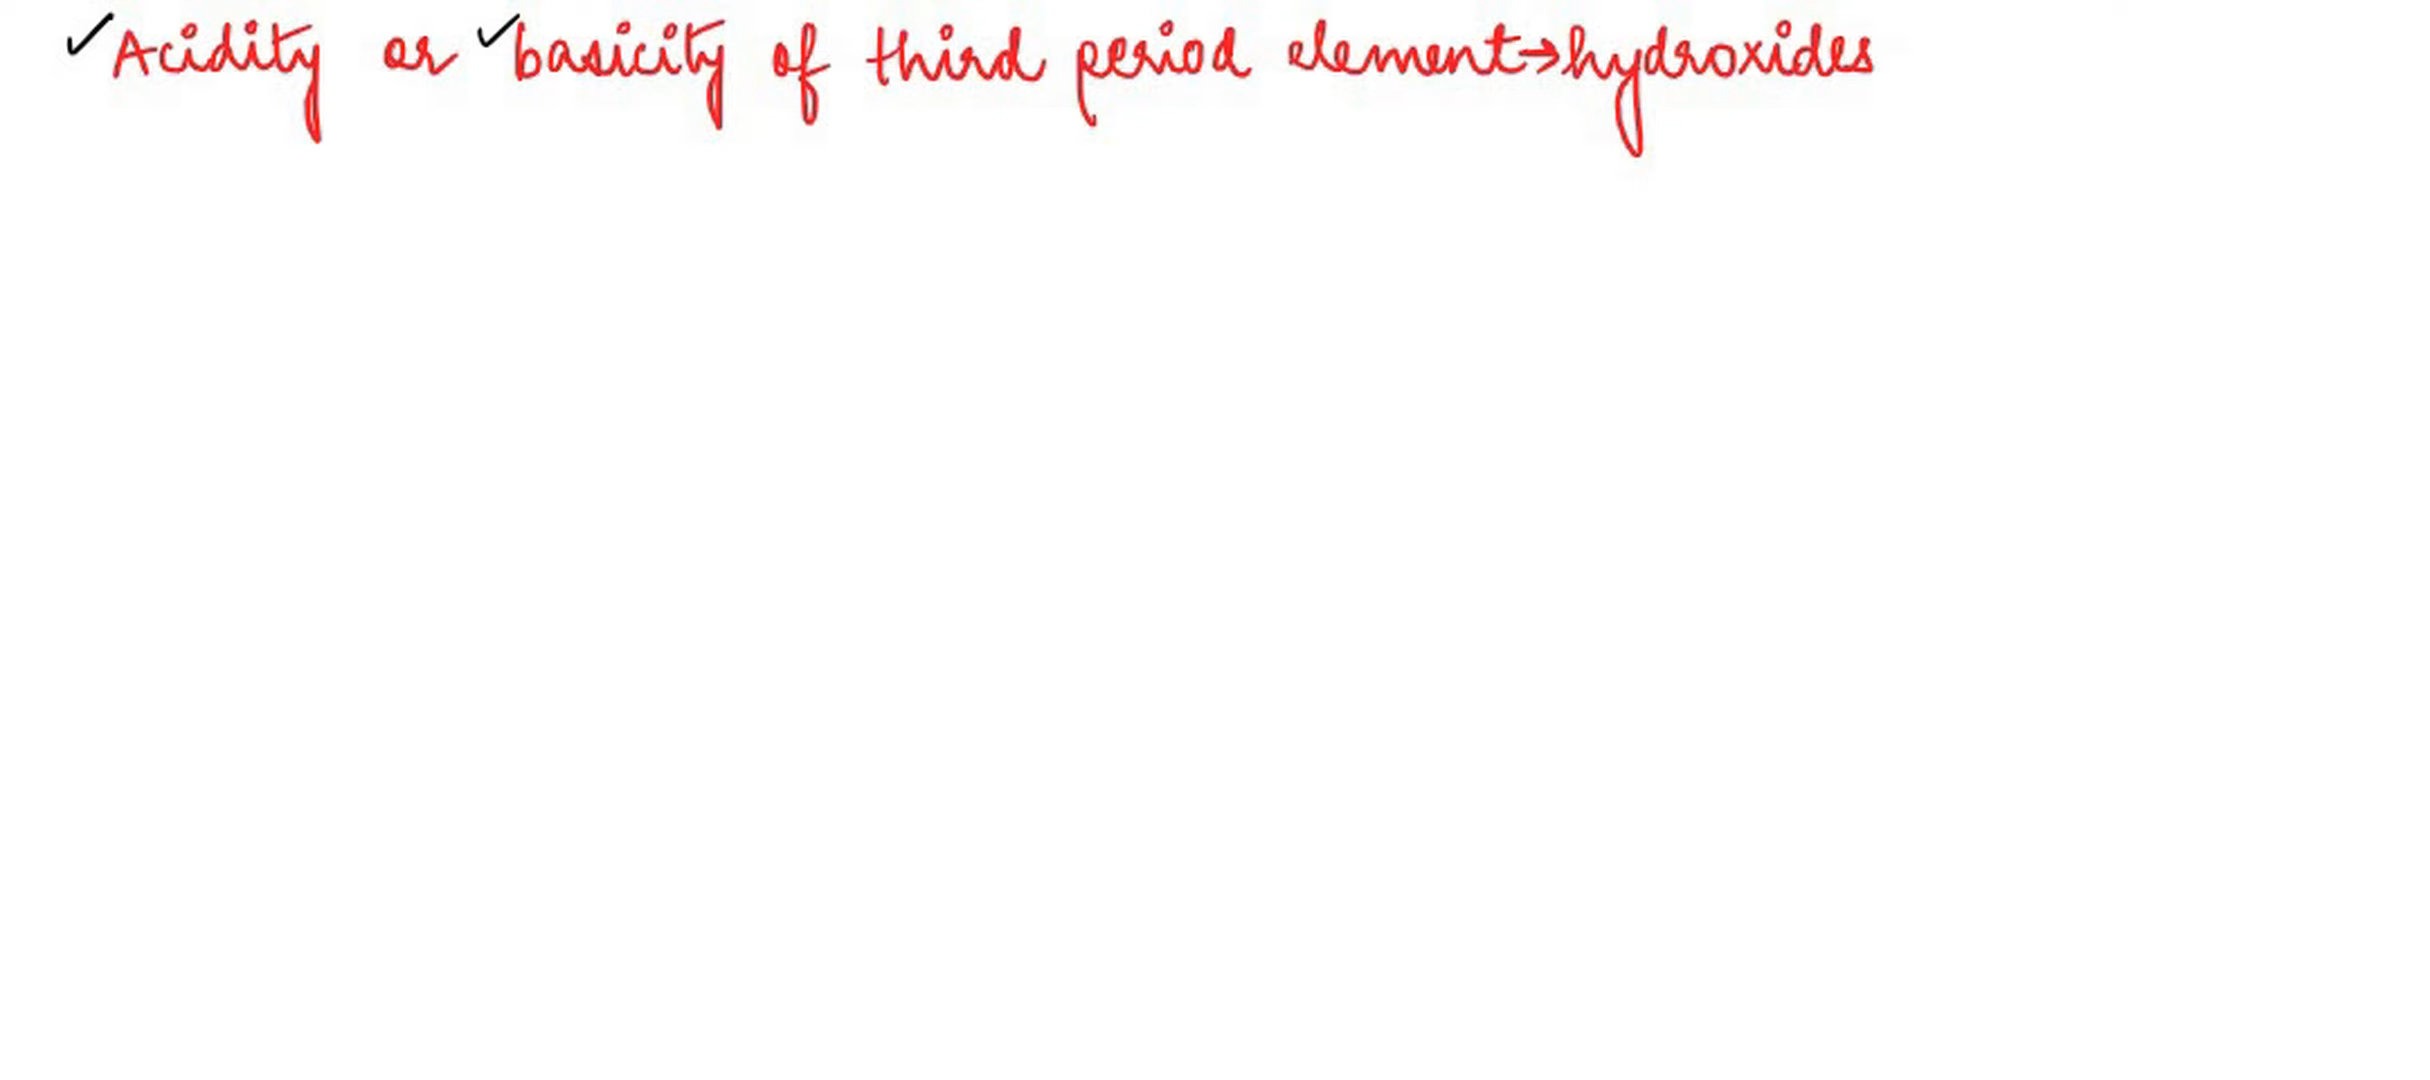 ✓Acidity or ✓basicity of third period element→hydroxides